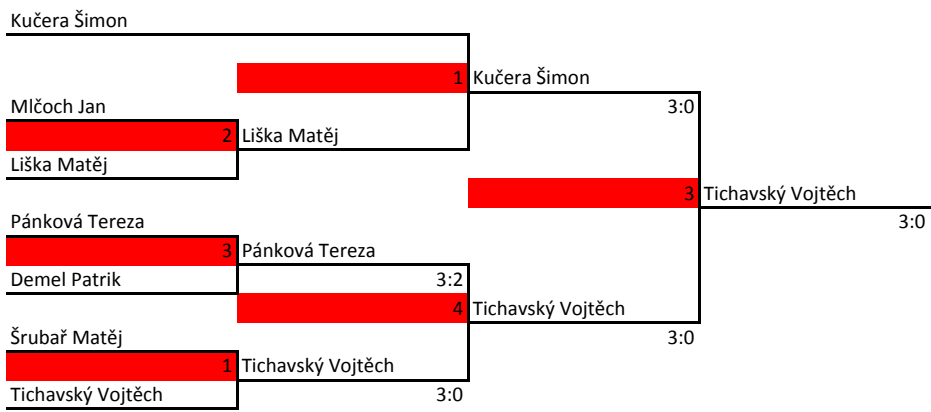 Kučera Šimon
1 Kučera Šimon
Mlčoch Jan
3:0
2 Liška Matěj
Liška Matěj
3 Tichavský Vojtěch
Pánková Tereza
3:0
3 Pánková Tereza
Demel Patrik
3:2
4 Tichavský Vojtěch
Šrubař Matěj
3:0
1 Tichavský Vojtěch
Tichavský Vojtěch
3:0